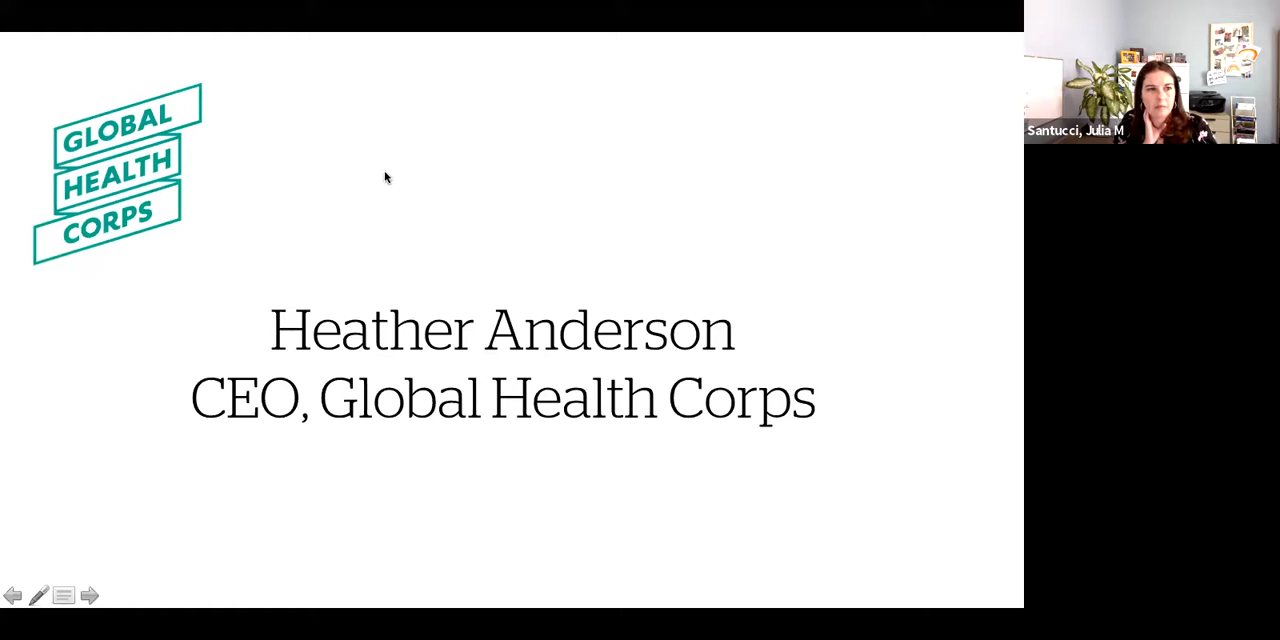 GLOBAL
HEALTH
CORPS
Santucci, Julia M
Heather Anderson
CEO, Global Health Corps